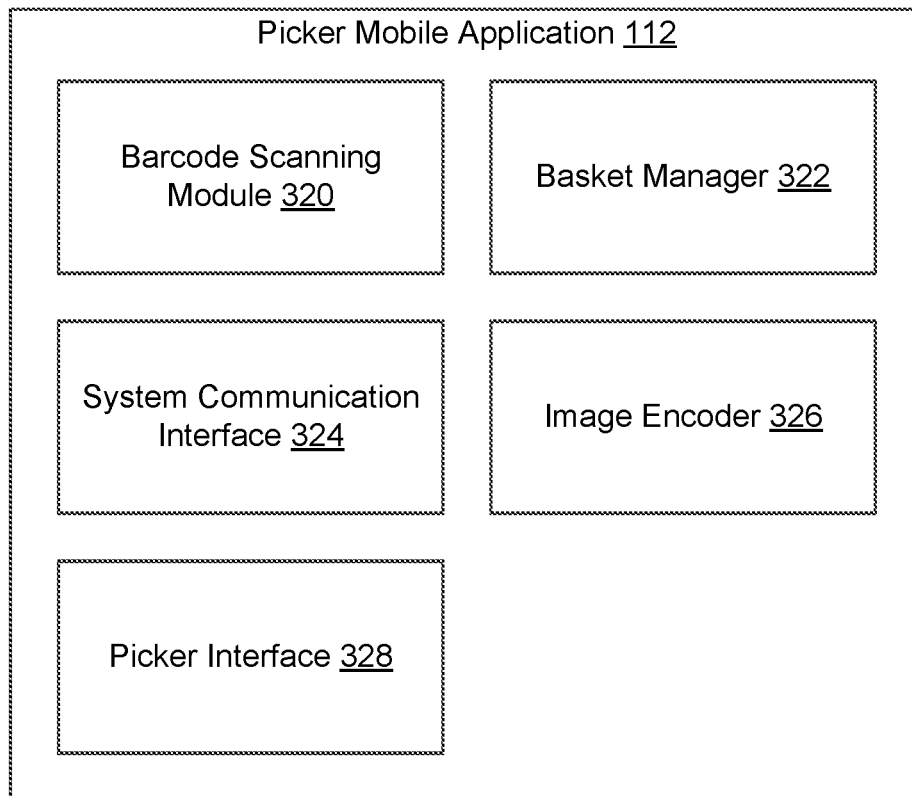 Picker Mobile Application 112
Barcode Scanning
Module 320
Basket Manager 322
System Communication
Interface 324
Image Encoder 326
Picker Interface 328